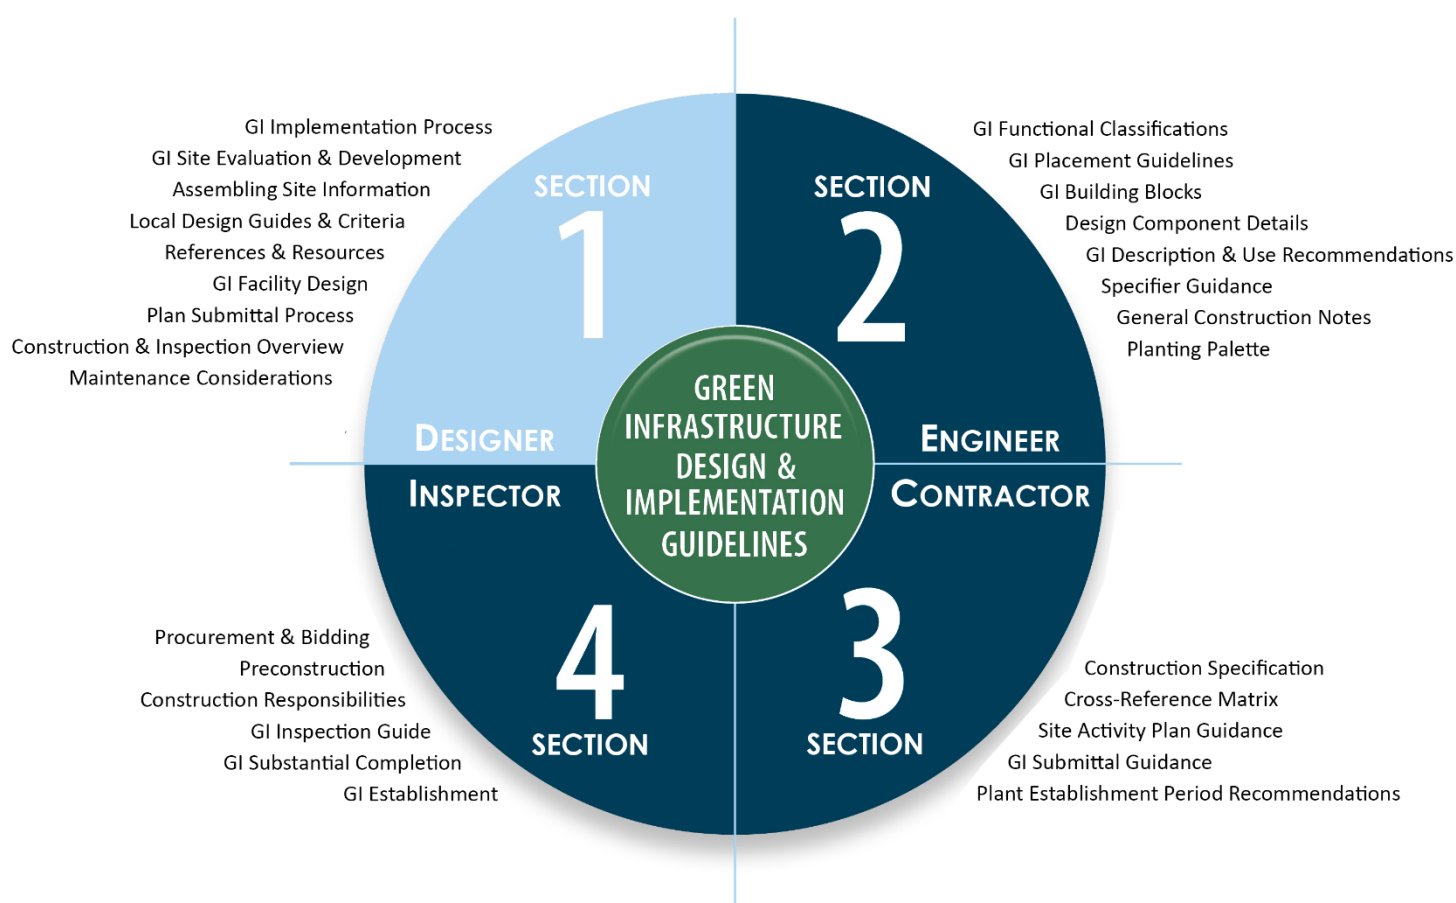 GI Implementation Process
GI Site Evaluation & Development
Assembling Site Information
Local Design Guides & Criteria
References & Resources
GI Facility Design
Plan Submittal Process
Construction & Inspection Overview
Maintenance Considerations
SECTION
1
DESIGNER
SECTION
2
ENGINEER
GI Functional Classifications
GI Placement Guidelines
GI Building Blocks
Design Component Details
GI Description & Use Recommendations
Specifier Guidance
General Construction Notes
Planting Palette
GREEN
INFRASTRUCTURE
DESIGN &
IMPLEMENTATION
GUIDELINES
CONTRACTOR
3
SECTION
Construction Specification
Cross-Reference Matrix
Site Activity Plan Guidance
GI Submittal Guidance
Plant Establishment Period Recommendations
INSPECTOR
4
SECTION
Procurement & Bidding
Preconstruction
Construction Responsibilities
GI Inspection Guide
GI Substantial Completion
GI Establishment